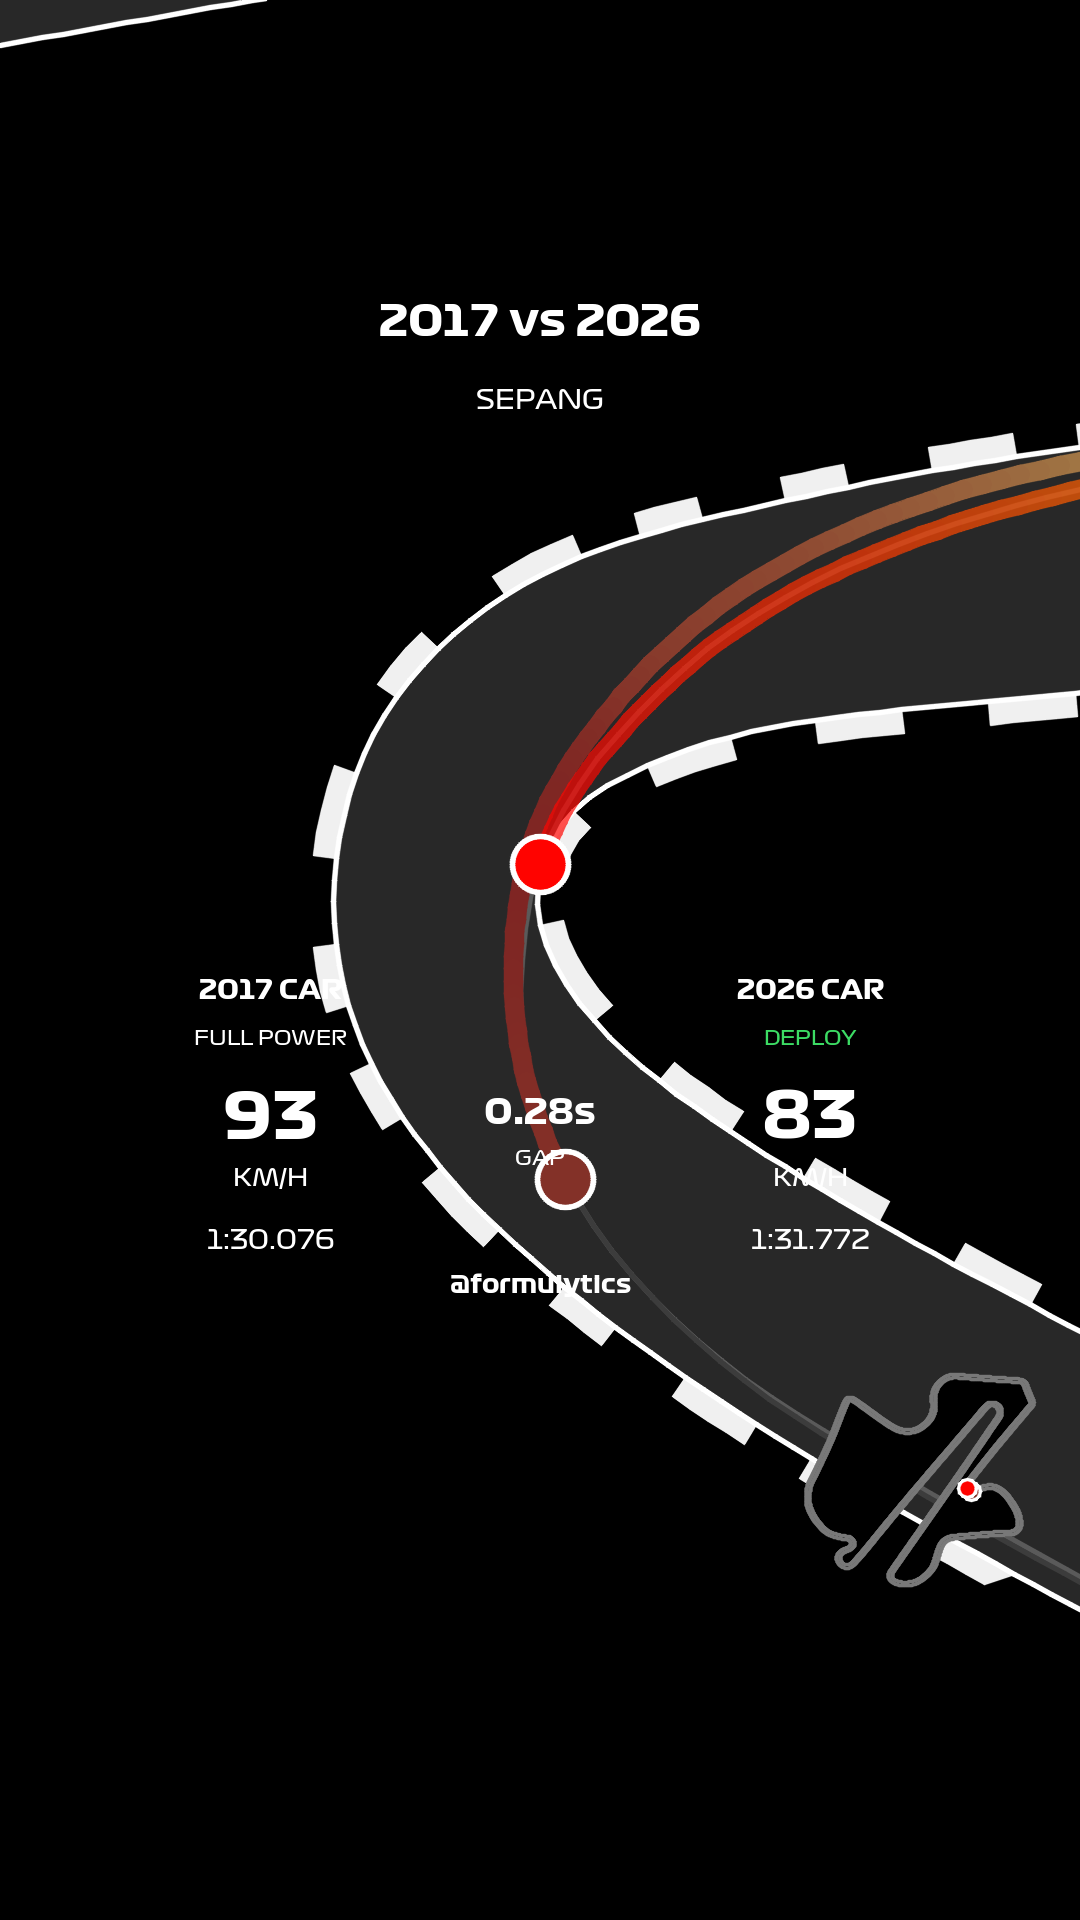 2017 vs 2026
SEPANG
2017 CAR
FULL POWER
93
KM/H
1:30.076
0.28s
GAP
2026 CAR
DEPLOY
83
KM/H
1:31.772
@formulytics